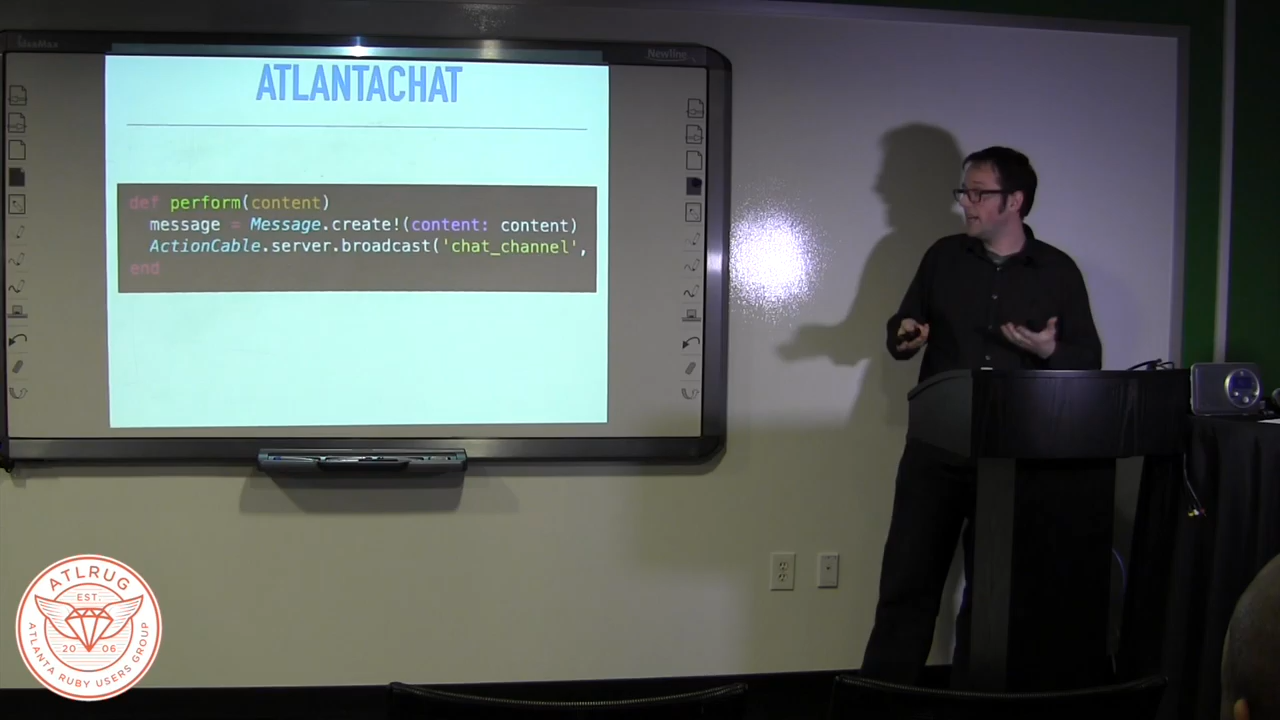 Newline
ATLANTACHAT
def perform(content)
message = Message.create!(content: content)
ActionCable.server.broadcast('chat_channel',
end
ATLRUG
EST.
20 06
ATLANTA RUBY USERS GROUP